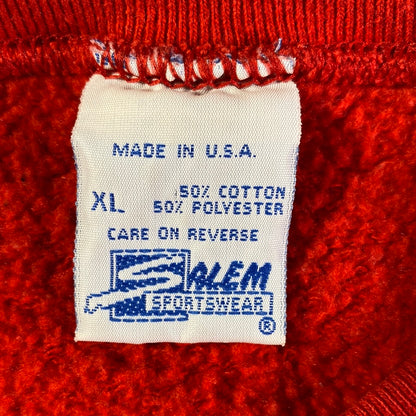 MADE IN U.S.A.
XL 50% COTTON
50% POLYESTER
CARE ON REVERSE
SALEM
SPORTSWEAR
®